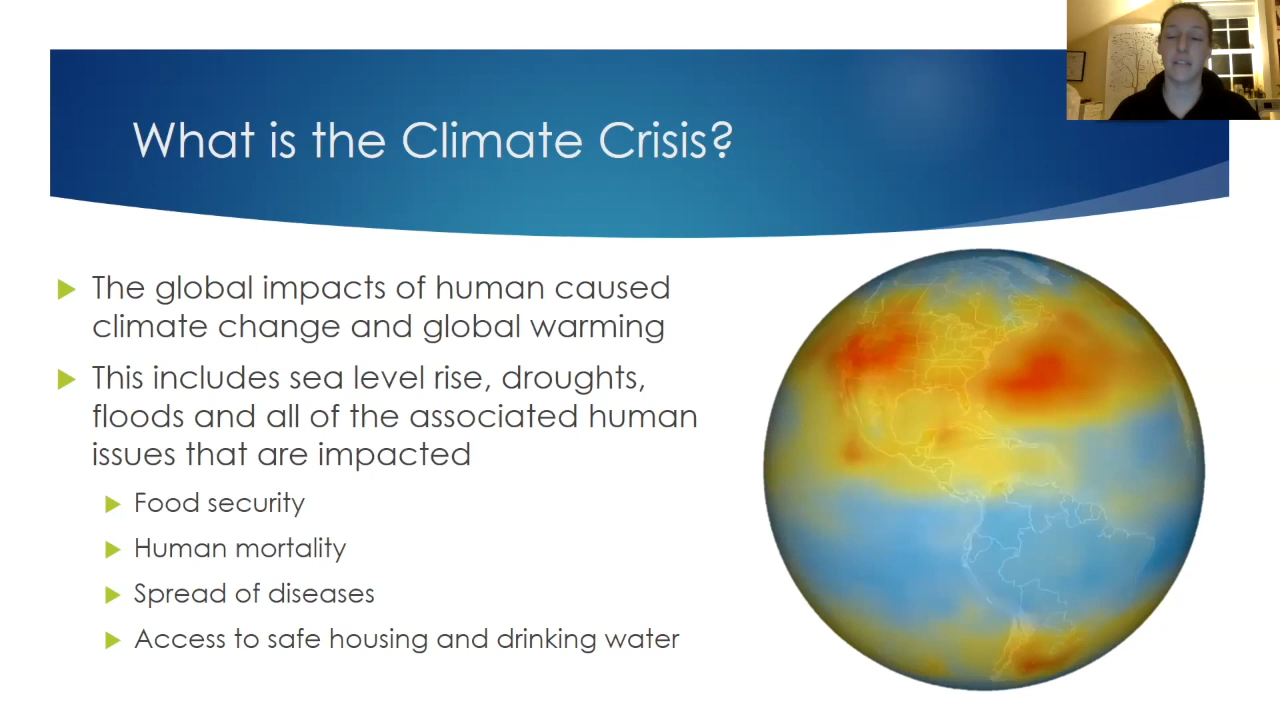 What is the Climate Crisis?
The global impacts of human caused
climate change and global warming
This includes sea level rise, droughts,
floods and all of the associated human
issues that are impacted
Food security
Human mortality
Spread of diseases
Access to safe housing and drinking water